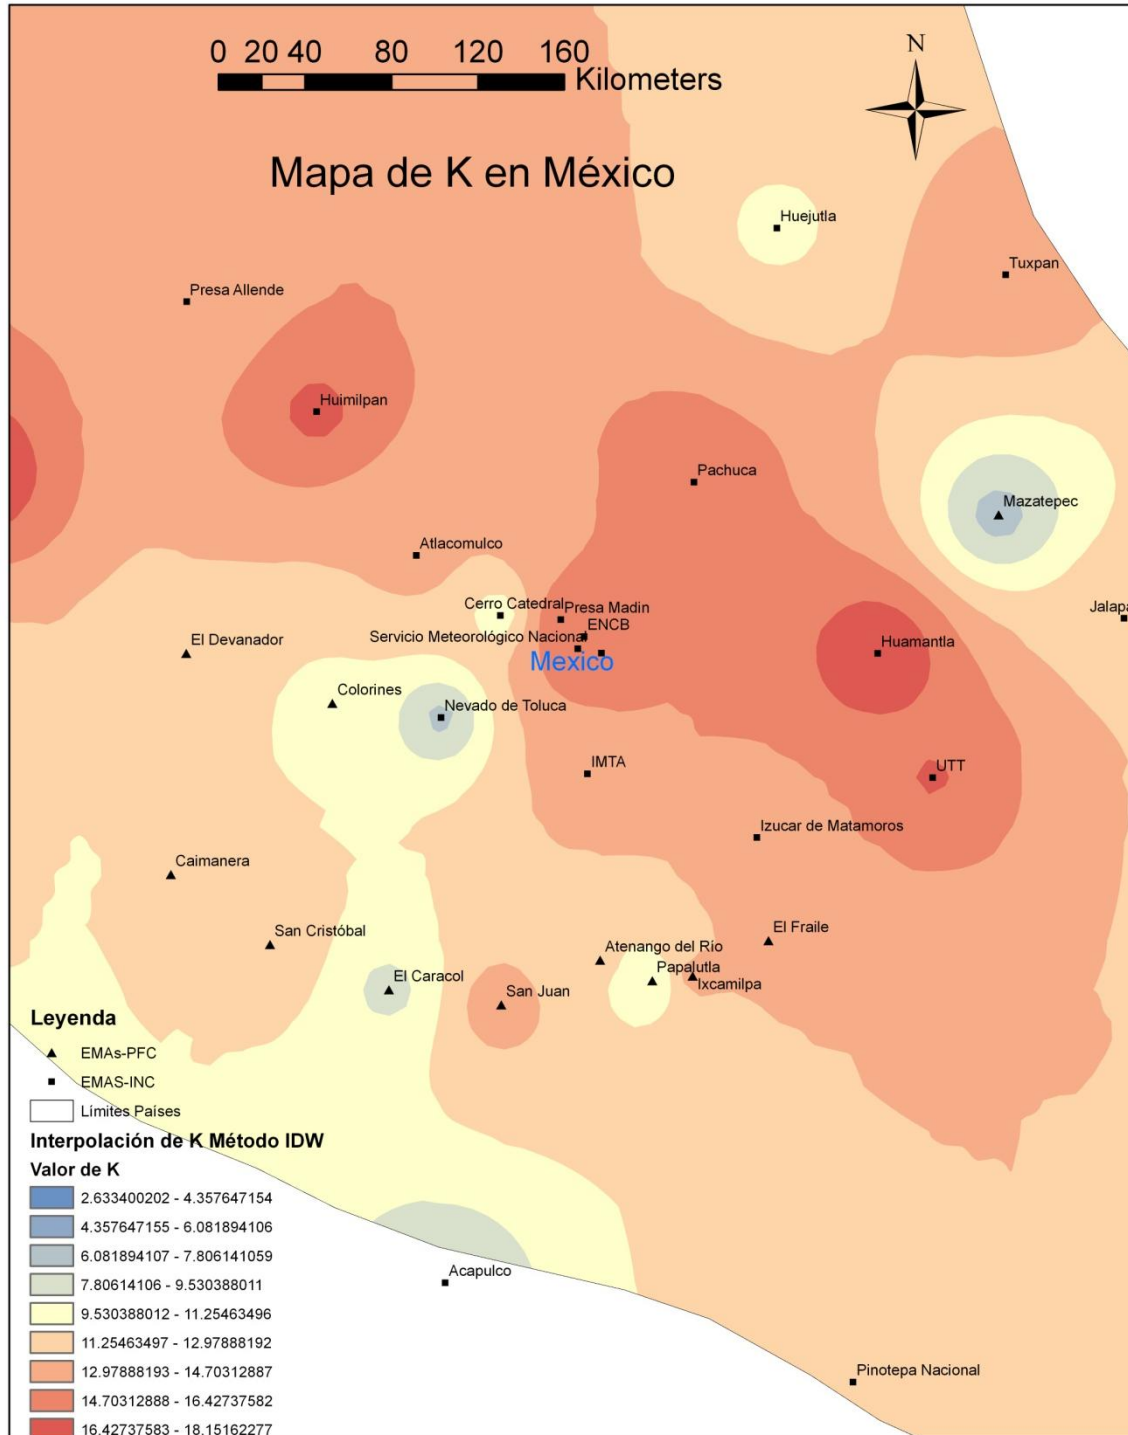 0 20 40 80 120 160
Kilometers
N
Mapa de K en México
Huejutla
Tuxpan
Presa Allende
Huimilpan
Pachuca
Mazatepec
Atlacomulco
Cerro Catedral
Presa Madin
Jalapa
ENCB
Servicio Meteorológico Nacional
El Devanador
Huamantla
Mexico
Colorines
Nevado de Toluca
IMTA
UTT
Izucar de Matamoros
Caimanera
San Cristóbal
El Fraile
Atenango del Rio
El Caracol
Papalutla
Ixcamilpa
San Juan
Leyenda
EMAs-PFC
EMAS-INC
Límites Países
Interpolación de K Método IDW
Valor de K
2.633400202 - 4.357647154
4.357647155 - 6.081894106
6.081894107 - 7.806141059
7.80614106 - 9.530388011
9.530388012 - 11.25463496
11.25463497 - 12.97888192
12.97888193 - 14.70312887
14.70312888 - 16.42737582
16.42737583 - 18.15162277
Acapulco
Pinotepa Nacional